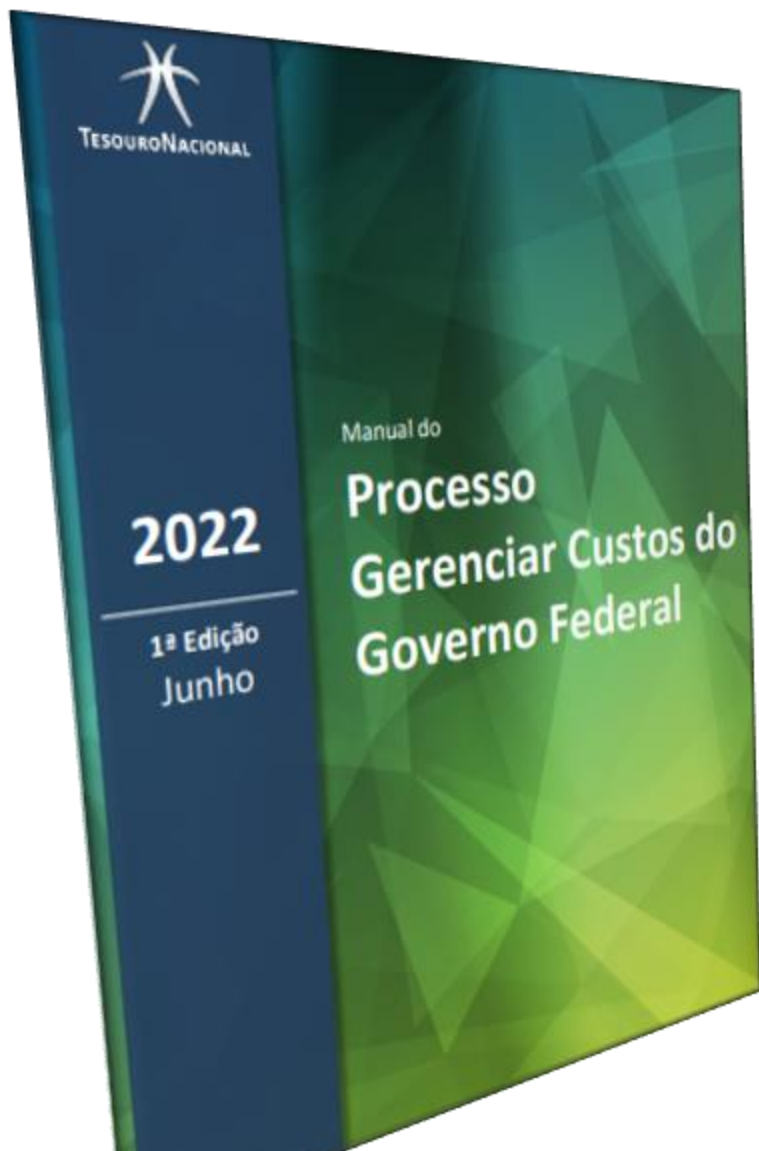 TESOURONACIONAL
2022
1ª Edição
Junho
Manual do
Processo
Gerenciar Custos do
Governo Federal